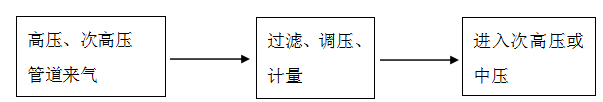 高压、次高压
管道来气
过滤、调压、
计量
进入次高压或
中压